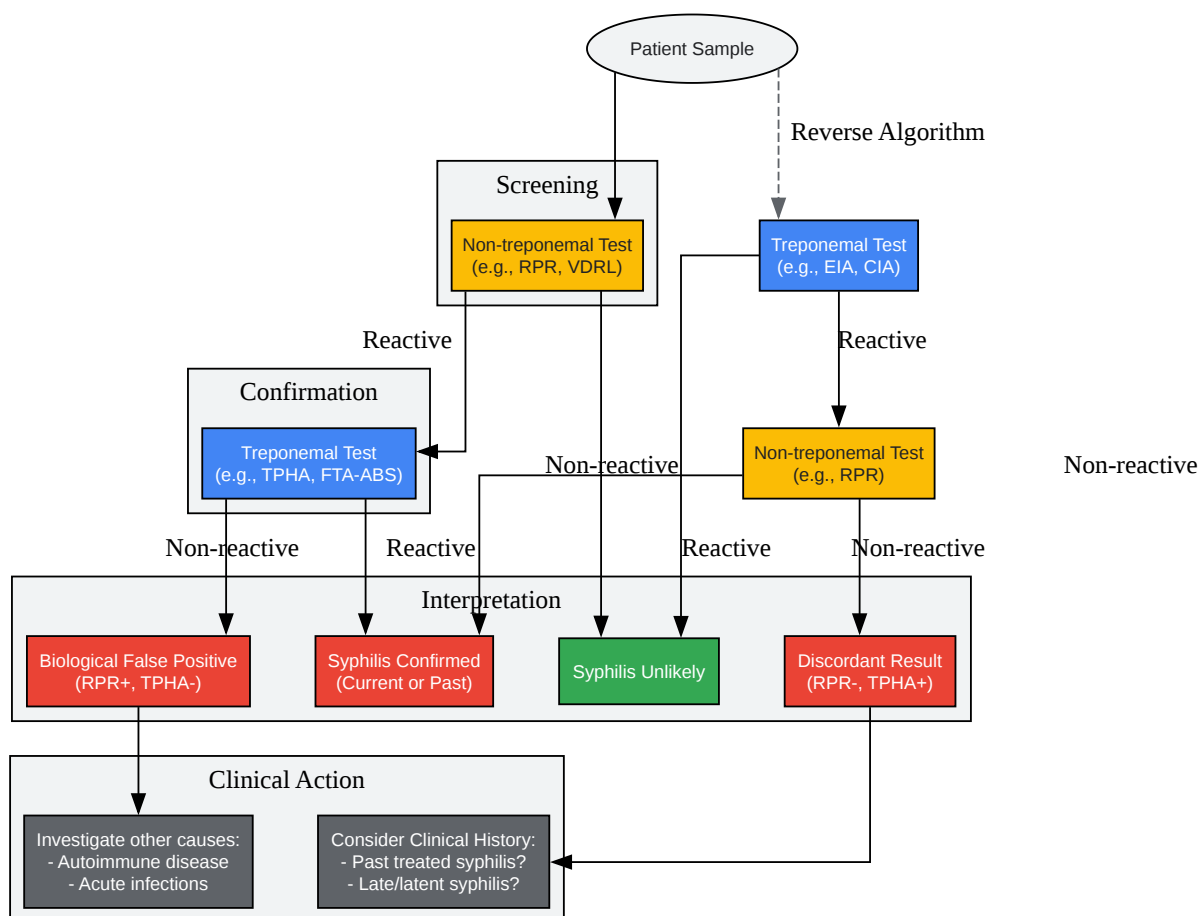 Patient Sample
Reverse Algorithm
Screening
Non-treponemal Test
(e.g., RPR, VDRL)
Treponemal Test
(e.g., EIA, CIA)
Reactive
Reactive
Confirmation
Treponemal Test
(e.g., TPHA, FTA-ABS)
Non-reactive
Non-treponemal Test
(e.g., RPR)
Non-reactive
Non-reactive
Reactive
Reactive
Non-reactive
Interpretation
Biological False Positive
(RPR+, TPHA-)
Syphilis Confirmed
(Current or Past)
Syphilis Unlikely
Discordant Result
(RPR-, TPHA+)
Clinical Action
Investigate other causes:
- Autoimmune disease
- Acute infections
Consider Clinical History:
- Past treated syphilis?
- Late/latent syphilis?